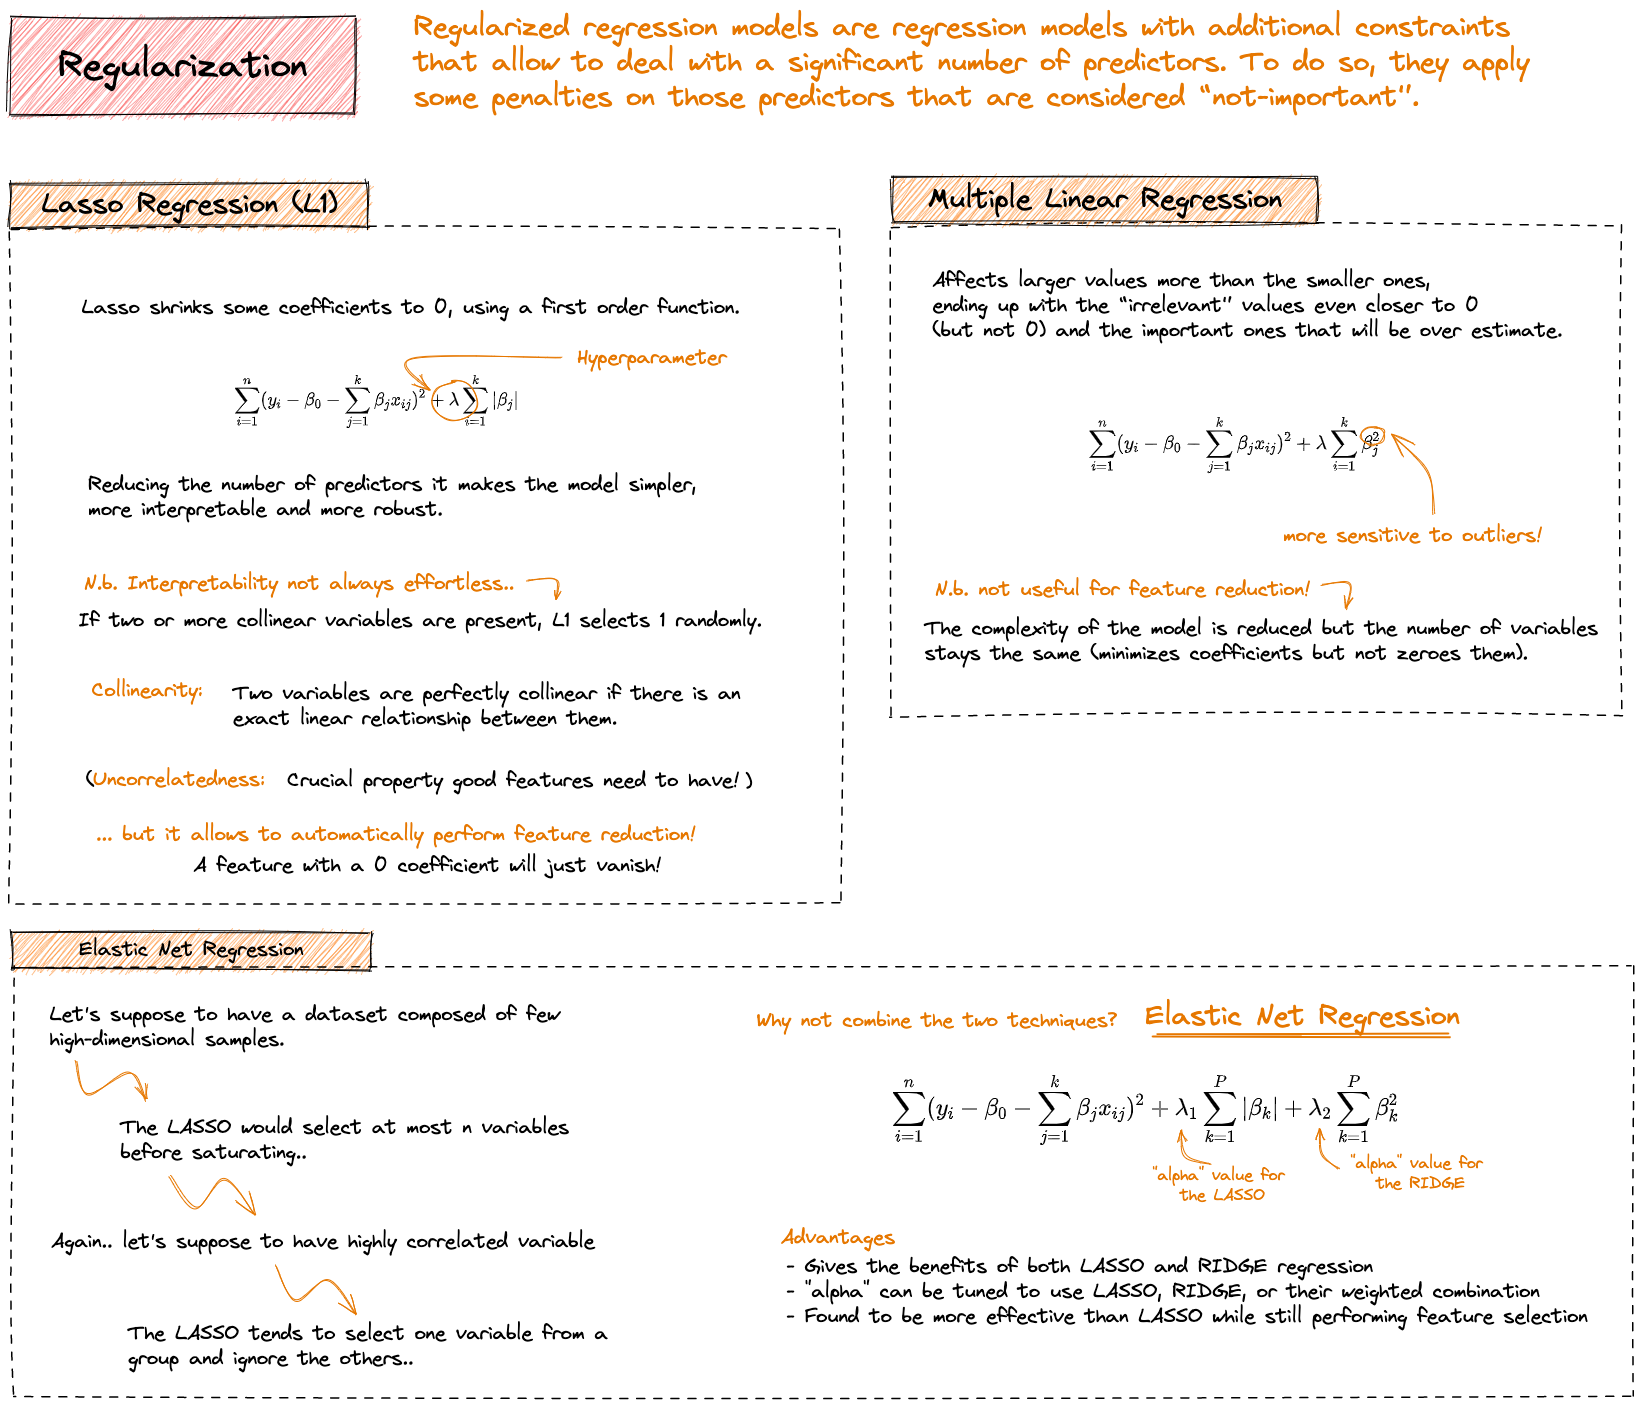 Regularization
Regularized regression models are regression models with additional constraints
that allow to deal with a significant number of predictors. To do so, they apply
some penalties on those predictors that are considered "not-important".
Lasso Regression (L1)
Lasso shrinks some coefficients to 0, using a first order function.
Hyperparameter
\sum_{i=1}^{n}(y_i - \beta_0 - \sum_{j=1}^{k}\beta_j x_{ij})^2 + \lambda \sum_{i=1}^{k}|\beta_j|
Reducing the number of predictors it makes the model simpler,
more interpretable and more robust.
N.b. Interpretability not always effortless..
If two or more collinear variables are present, L1 selects 1 randomly.
Collinearity: Two variables are perfectly collinear if there is an
exact linear relationship between them.
(Uncorrelatedness: Crucial property good features need to have!)
... but it allows to automatically perform feature reduction!
A feature with a 0 coefficient will just vanish!
Multiple Linear Regression
Affects larger values more than the smaller ones,
ending up with the "irrelevant" values even closer to 0
(but not 0) and the important ones that will be over estimate.
\sum_{i=1}^{n}(y_i - \beta_0 - \sum_{j=1}^{k}\beta_j x_{ij})^2 + \lambda \sum_{i=1}^{k}\beta_j^2
more sensitive to outliers!
N.b. not useful for feature reduction!
The complexity of the model is reduced but the number of variables
stays the same (minimizes coefficients but not zeroes them).
Elastic Net Regression
Let's suppose to have a dataset composed of few
high-dimensional samples.
The LASSO would select at most n variables
before saturating..
Again.. let's suppose to have highly correlated variable
The LASSO tends to select one variable from a
group and ignore the others..
Why not combine the two techniques? Elastic Net Regression
\sum_{i=1}^{n}(y_i - \beta_0 - \sum_{j=1}^{k}\beta_j x_{ij})^2 + \lambda_1 \sum_{k=1}^{P}|\beta_k| + \lambda_2 \sum_{k=1}^{P}\beta_k^2
"alpha" value for
the LASSO
"alpha" value for
the RIDGE
Advantages
- Gives the benefits of both LASSO and RIDGE regression
- "alpha" can be tuned to use LASSO, RIDGE, or their weighted combination
- Found to be more effective than LASSO while still performing feature selection